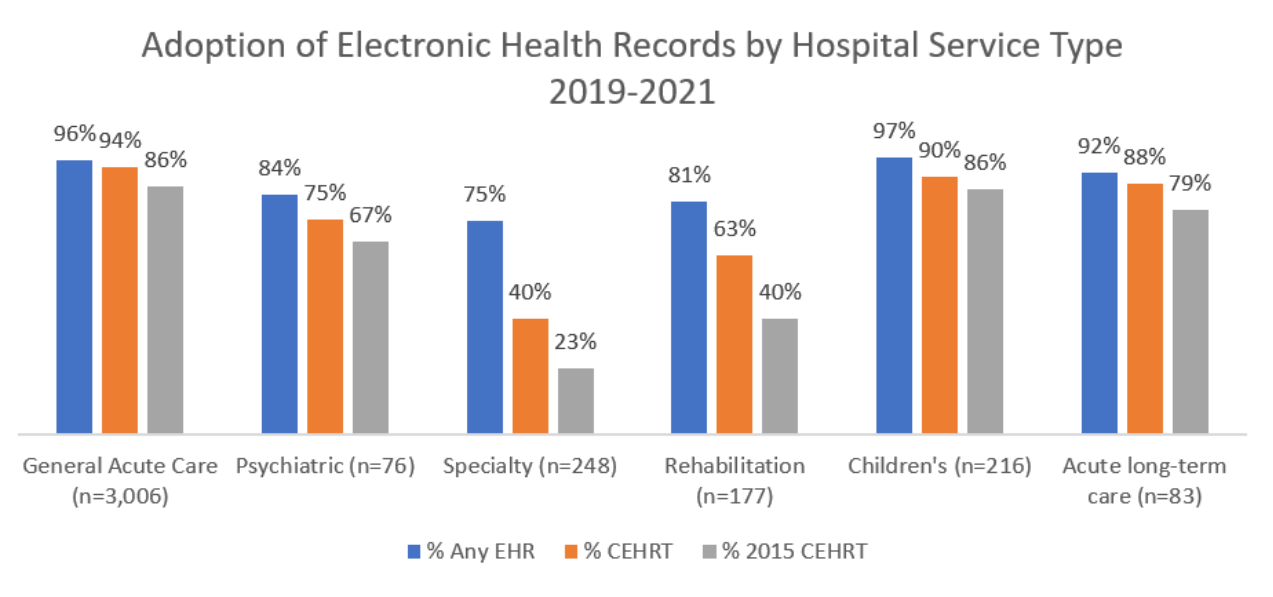 Adoption of Electronic Health Records by Hospital Service Type
2019-2021
96% 94% 86%
84% 75% 67%
75% 40% 23%
81% 63% 40%
97% 90% 86%
92% 88% 79%
General Acute Care
(n=3,006)
Psychiatric (n=76)
Specialty (n=248)
Rehabilitation
(n=177)
Children's (n=216)
Acute long-term
care (n=83)
% Any EHR % CEHRT % 2015 CEHRT